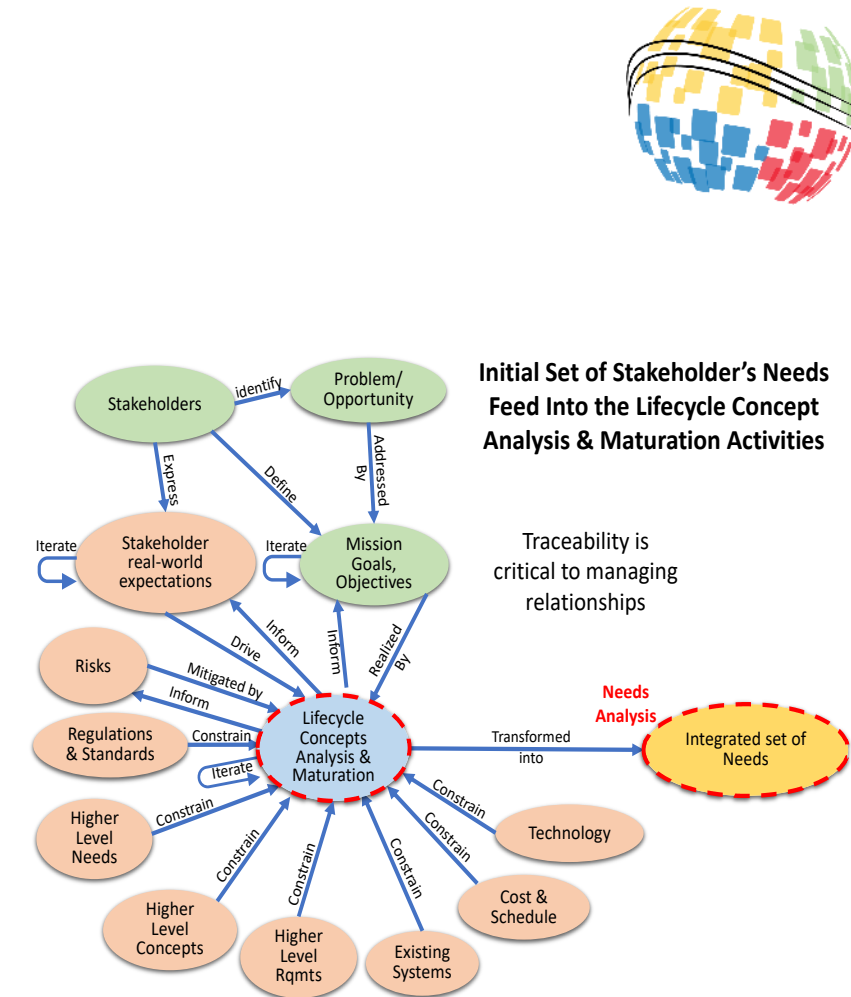 Initial Set of Stakeholder's Needs
Feed Into the Lifecycle Concept
Analysis & Maturation Activities
Stakeholders
identify
Problem/
Opportunity
Express
Define
Addressed
By
Iterate
Stakeholder
real-world
expectations
Iterate
Mission
Goals,
Objectives
Traceability is
critical to managing
relationships
Drive
Inform
Inform
Realized
By
Risks
Mitigated by
Inform
Regulations
& Standards
Constrain
Iterate
Lifecycle
Concepts
Analysis &
Maturation
Transformed
into
Needs
Analysis
Integrated set of
Needs
Higher
Level
Needs
Constrain
Constrain
Technology
Higher
Level
Concepts
Constrain
Higher
Level
Rqmts
Constrain
Existing
Systems
Constrain
Cost &
Schedule
Constrain